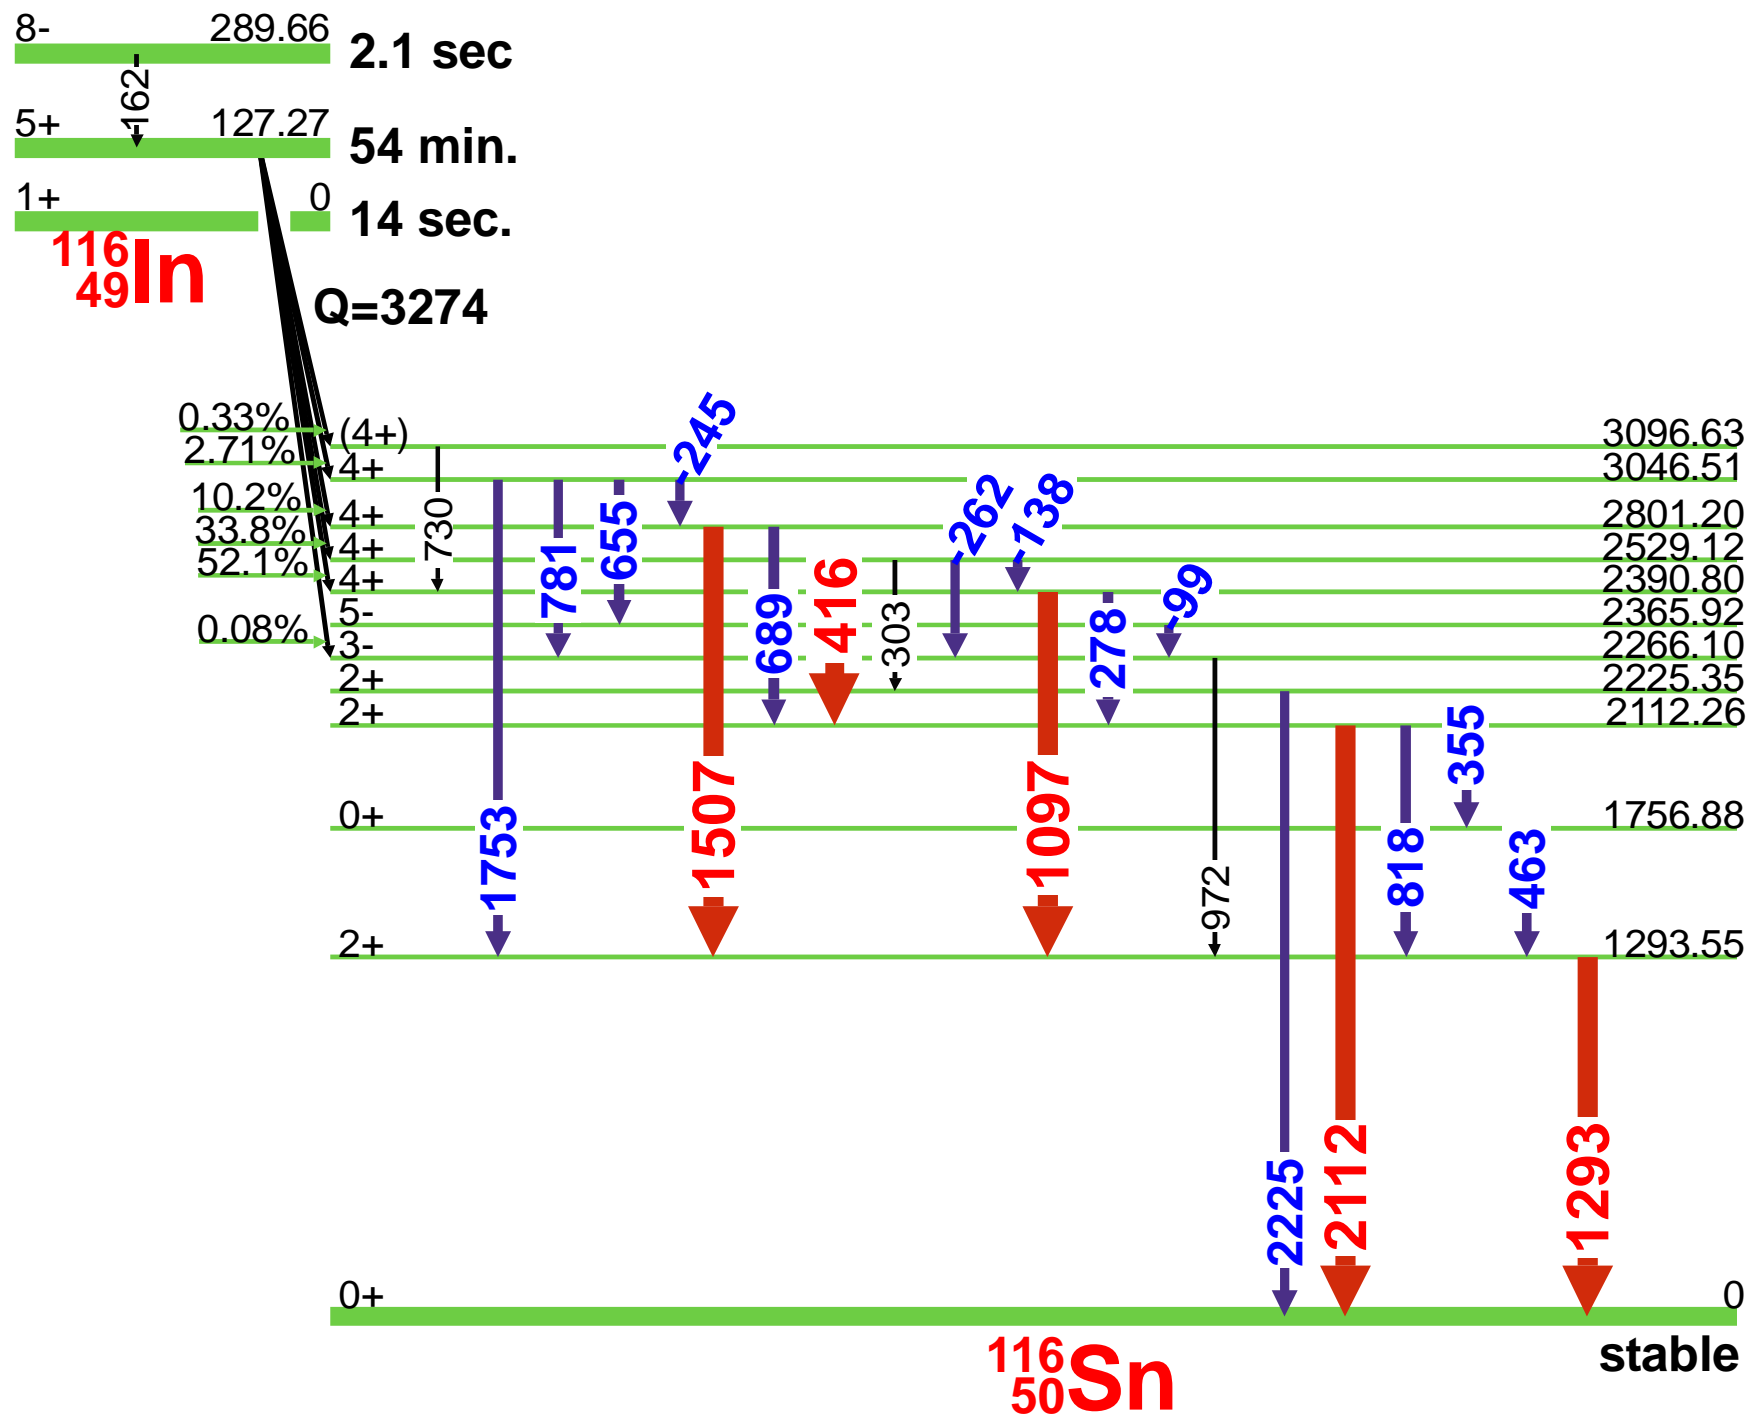 8- 289.66 2.1 sec
162
5+ 127.27 54 min.
1+ 0 14 sec.
116
49 In
Q=3274
0.33% (4+) 3096.63
2.71% 4+ 3046.51
10.2% 4+ 2801.20
33.8% 4+ 2529.12
52.1% 4+ 2390.80
5- 2365.92
0.08% 3- 2266.10
2+ 2225.35
2+ 2112.26
0+ 1756.88
2+ 1293.55
0+ 0
730
1753
781
655
245
1507
689
416
303
262
138
1097
278
99
972
2225
2112
818
355
463
1293
116
50 Sn
stable